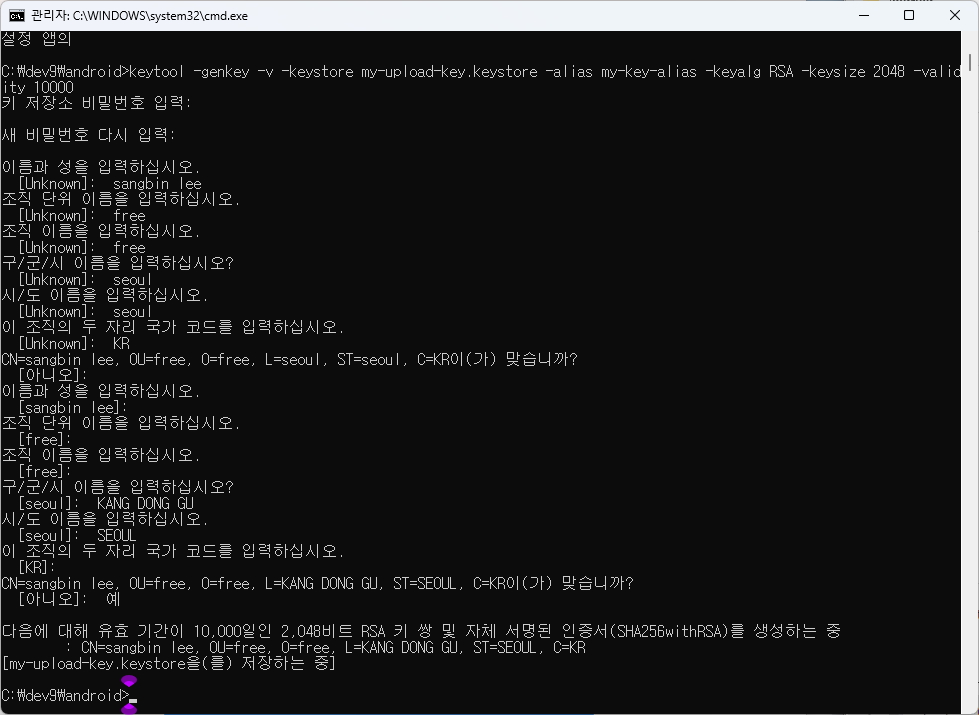 관리자: C:\WINDOWS\system32\cmd.exe
설정 앱의
C:\dev9\android>keytool -genkey -v -keystore my-upload-key.keystore -alias my-key-alias -keyalg RSA -keysize 2048 -valid
ity 10000
키 저장소 비밀번호 입력:
새 비밀번호 다시 입력:
이름과 성을 입력하십시오.
[Unknown]:  sangbin lee
조직 단위 이름을 입력하십시오.
[Unknown]:  free
조직 이름을 입력하십시오.
[Unknown]:  free
구/군/시 이름을 입력하십시오?
[Unknown]:  seoul
시/도 이름을 입력하십시오.
[Unknown]:  seoul
이 조직의 두 자리 국가 코드를 입력하십시오.
[Unknown]:  KR
CN=sangbin lee, OU=free, O=free, L=seoul, ST=seoul, C=KR이(가) 맞습니까?
[아니오]:
이름과 성을 입력하십시오.
[sangbin lee]:
조직 단위 이름을 입력하십시오.
[free]:
조직 이름을 입력하십시오.
[free]:
구/군/시 이름을 입력하십시오?
[seoul]:  KANG DONG GU
시/도 이름을 입력하십시오.
[seoul]:  SEOUL
이 조직의 두 자리 국가 코드를 입력하십시오.
[KR]:
CN=sangbin lee, OU=free, O=free, L=KANG DONG GU, ST=SEOUL, C=KR이(가) 맞습니까?
[아니오]:  예
다음에 대해 유효 기간이 10,000일인 2,048비트 RSA 키 쌍 및 자체 서명된 인증서(SHA256withRSA)를 생성하는 중
: CN=sangbin lee, OU=free, O=free, L=KANG DONG GU, ST=SEOUL, C=KR
[my-upload-key.keystore을(를) 저장하는 중]
C:\dev9\android>